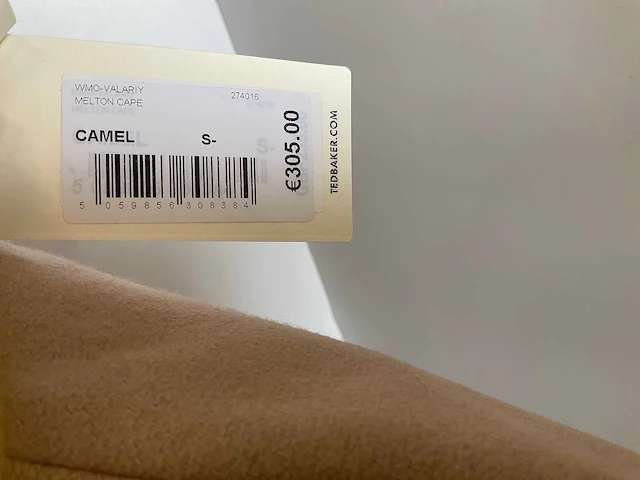 WMO-VALARIY
MELTON CAPE
274016
CAMEL
S-
€305.00
5 059856 308384
TEDBAKER.COM